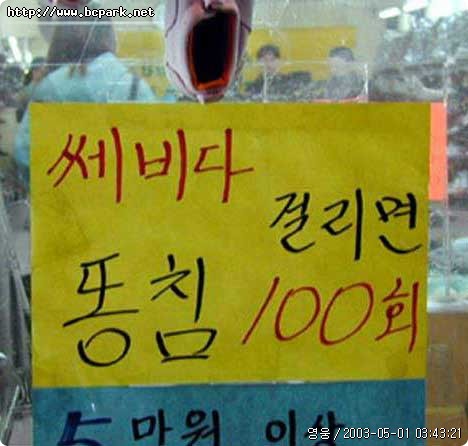 http://www.bcpark.net
쎄비다
걸리면
똥침 100회
5만원 이상
영웅/2003-05-01 03:43:21